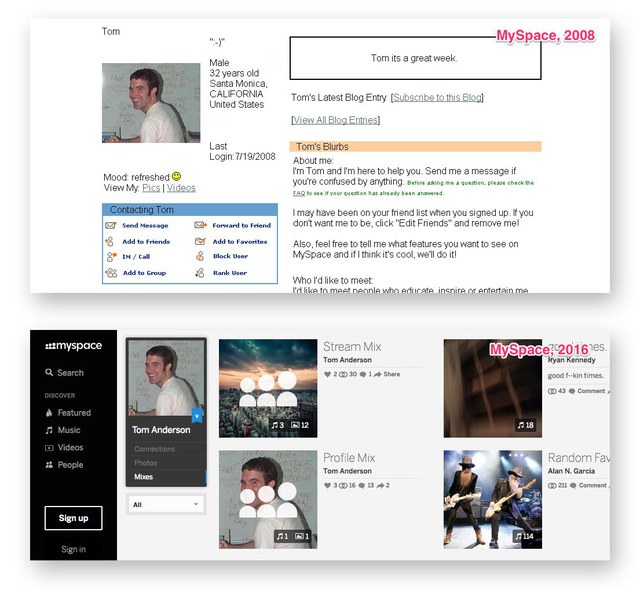 MySpace, 2008
Tom
":-)"
Male
32 years old
Santa Monica,
CALIFORNIA
United States
Last
Login:7/19/2008
Mood: refreshed
View My: Pics | Videos
Contacting Tom
Send Message
Forward to Friend
Add to Friends
Add to Favorites
IM / Call
Block User
Add to Group
Rank User
Tom its a great week.
Tom's Latest Blog Entry [Subscribe to this Blog]
[View All Blog Entries]
Tom's Blurbs
About me:
I'm Tom and I'm here to help you. Send me a message if
you're confused by anything. Before asking me a question, please check the
FAQ to see if your question has already been answered.
I may have been on your friend list when you signed up. If you
don't want me to be, click "Edit Friends" and remove me!
Also, feel free to tell me what features you want to see on
MySpace and if I think it's cool, we'll do it!
Who I'd like to meet:
I'd like to meet people who educate, inspire or entertain me
MySpace, 2016
myspace
Search
DISCOVER
Featured
Music
Videos
People
Sign up
Sign in
Tom Anderson
Connections
Photos
Mixes
All
Stream Mix
Tom Anderson
2 30 1 Share
3 12
Profile Mix
Tom Anderson
3 16 13 2
1 1
times.
Ryan Kennedy
good f--kin times.
43 Comment
18
Random Fav
Alan N. Garcia
211 Comment
114